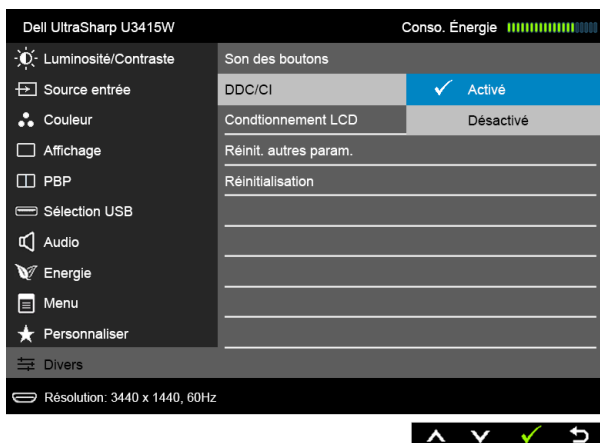 Dell UltraSharp U3415W
Conso. Énergie
Luminosité/Contraste
Son des boutons
Source entrée
DDC/CI
Activé
Couleur
Condtionnement LCD
Désactivé
Affichage
Réinit. autres param.
PBP
Réinitialisation
Sélection USB
Audio
Energie
Menu
Personnaliser
Divers
Résolution: 3440 x 1440, 60Hz